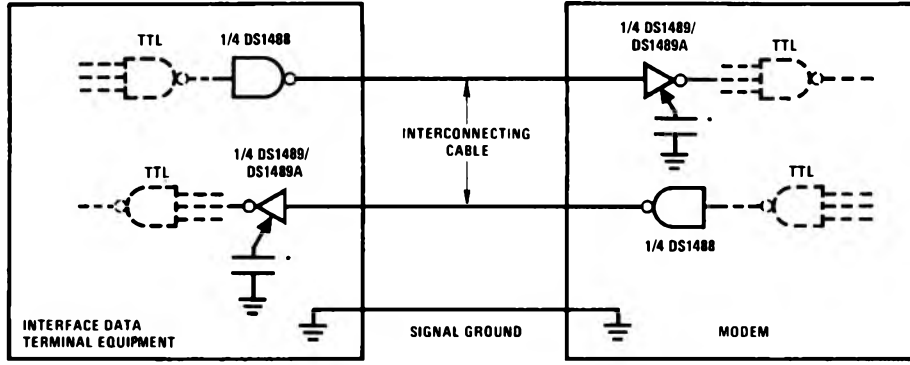 TTL
1/4 DS1488
1/4 DS1489/
DS1489A
TTL
INTERCONNECTING
CABLE
TTL
1/4 DS1489/
DS1489A
TTL
1/4 DS1488
INTERFACE DATA
TERMINAL EQUIPMENT
SIGNAL GROUND
MODEM